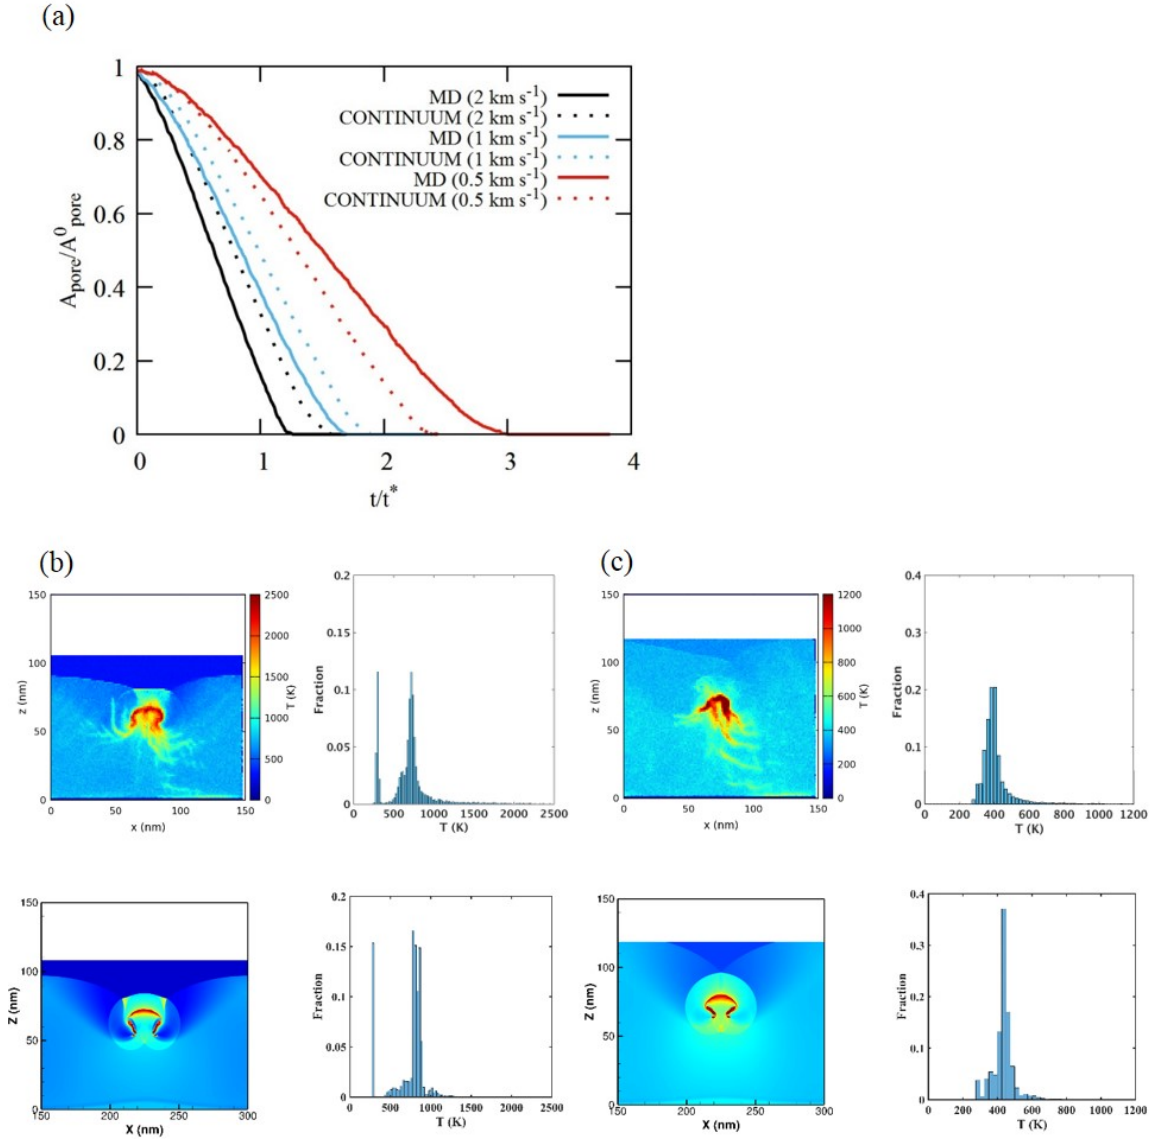 (a)
1
0.8
0.6
0.4
0.2
0
A_pore/A^0_pore
MD (2 km s^-1)
CONTINUUM (2 km s^-1)
MD (1 km s^-1)
CONTINUUM (1 km s^-1)
MD (0.5 km s^-1)
CONTINUUM (0.5 km s^-1)
0 1 2 3 4
t/t*
(b)
150
100
50
0
z (nm)
0 50 100 150
x (nm)
2500
2000
1500
1000
500
0
T (K)
0.2
0.15
0.1
0.05
0
Fraction
0 500 1000 1500 2000 2500
T (K)
(c)
150
100
50
0
z (nm)
0 50 100 150
x (nm)
1200
1000
800
600
400
200
0
T (K)
0.4
0.3
0.2
0.1
0
Fraction
0 200 400 600 800 1000 1200
T (K)
150
100
50
0
Z (nm)
150 200 250 300
X (nm)
0.2
0.15
0.1
0.05
0
Fraction
0 500 1000 1500 2000 2500
T (K)
150
100
50
0
Z (nm)
150 200 250 300
X (nm)
0.4
0.3
0.2
0.1
0
Fraction
0 200 400 600 800 1000 1200
T (K)